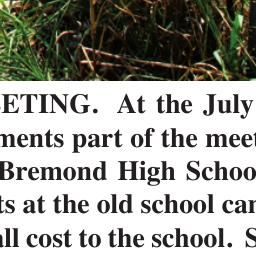 EETING. At the July
ments part of the meet
Bremond High Schoo
ts at the old school can
all cost to the school. S